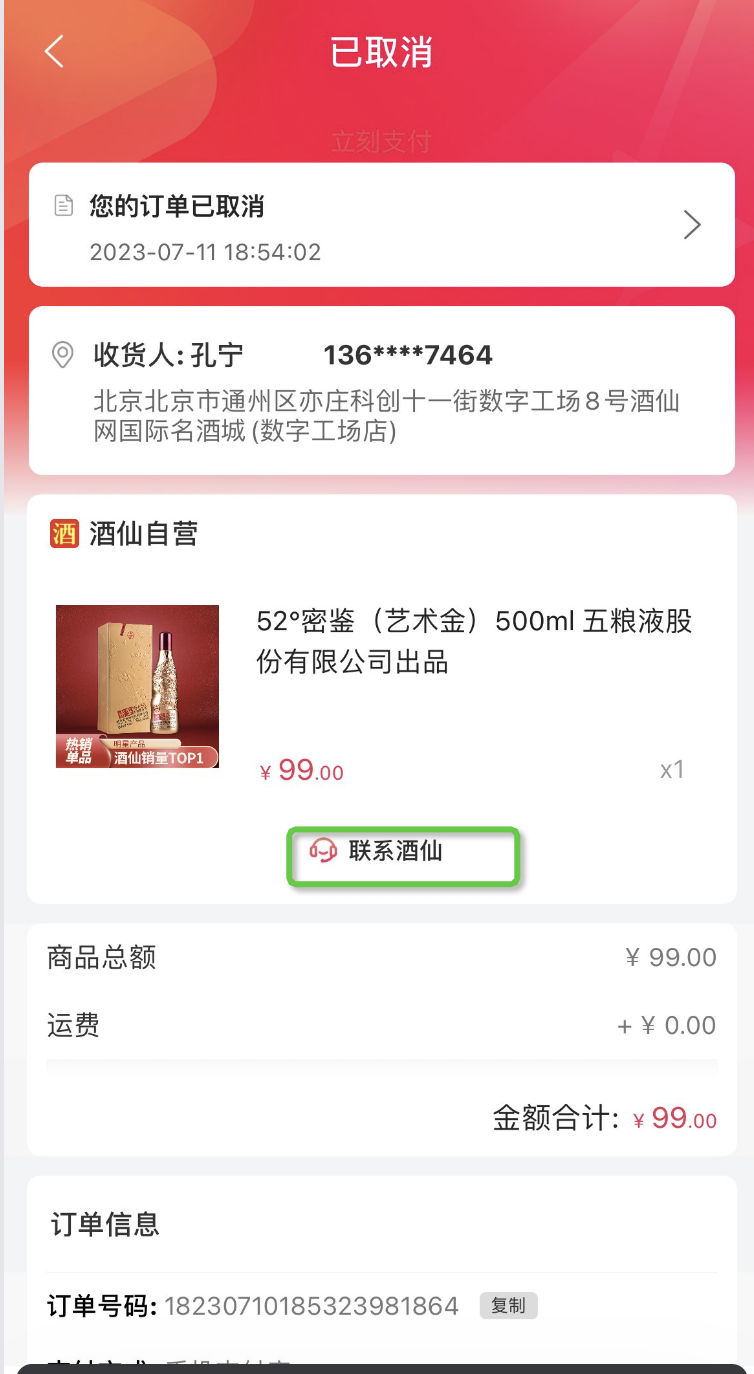 已取消
立刻支付
您的订单已取消
2023-07-11 18:54:02
收货人: 孔宁 136****7464
北京北京市通州区亦庄科创十一街数字工场8号酒仙
网国际名酒城(数字工场店)
酒 酒仙自营
52°密鉴（艺术金）500ml 五粮液股
份有限公司出品
热销
单品
明星产品
酒仙销量TOP1
¥ 99.00 x1
联系酒仙
商品总额 ¥ 99.00
运费 + ¥ 0.00
金额合计: ¥ 99.00
订单信息
订单号码: 18230710185323981864 复制